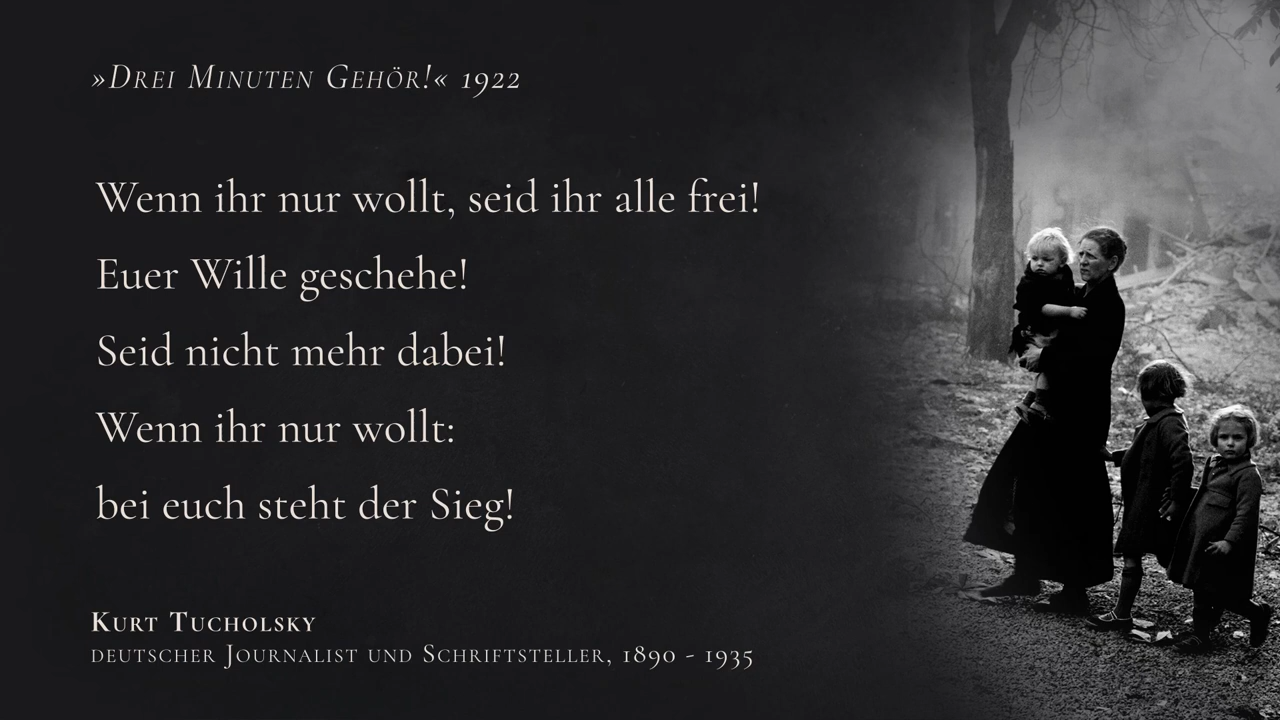 »Drei Minuten Gehör!« 1922
Wenn ihr nur wollt, seid ihr alle frei!
Euer Wille geschehe!
Seid nicht mehr dabei!
Wenn ihr nur wollt:
bei euch steht der Sieg!
Kurt Tucholsky
deutscher Journalist und Schriftsteller, 1890 - 1935